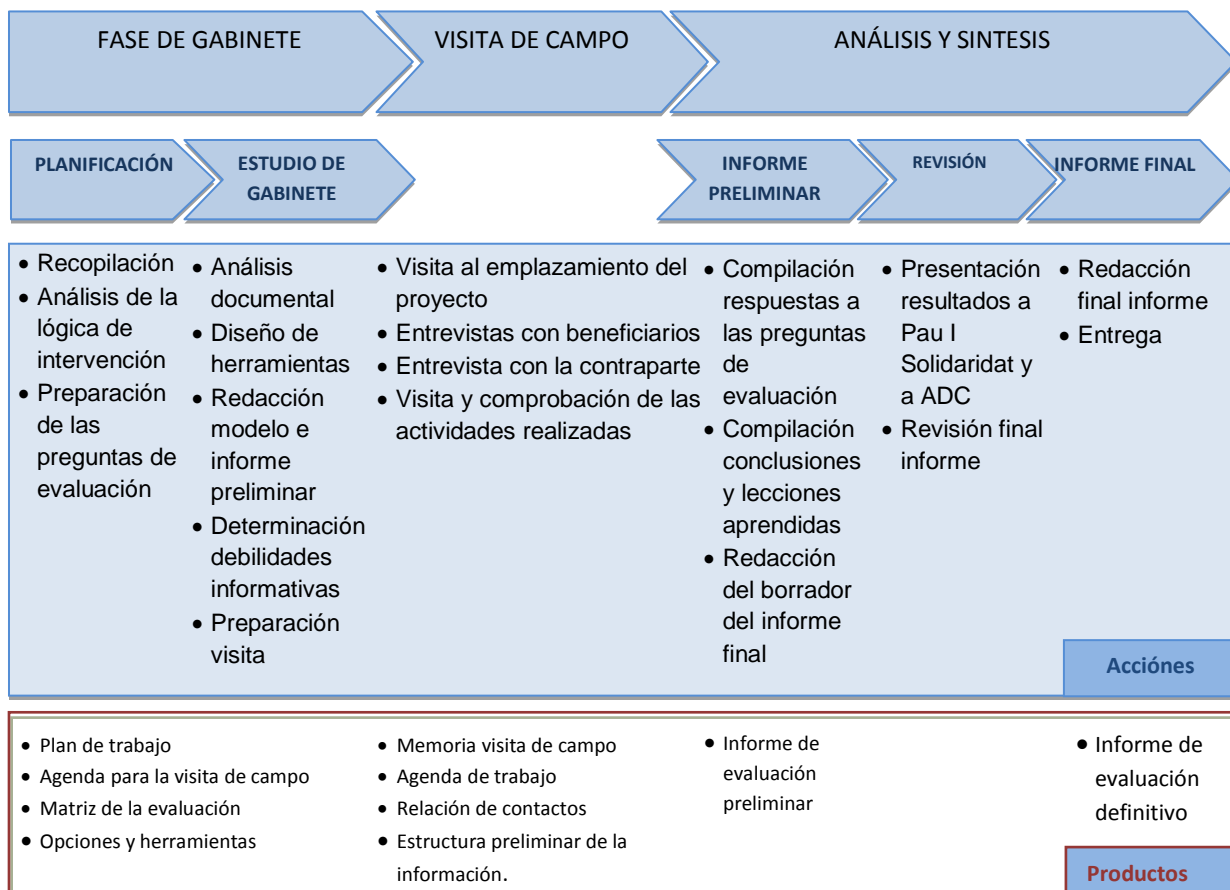 FASE DE GABINETE
VISITA DE CAMPO
ANÁLISIS Y SINTESIS
PLANIFICACIÓN
ESTUDIO DE
GABINETE
INFORME
PRELIMINAR
REVISIÓN
INFORME FINAL
• Recopilación
• Análisis de la
lógica de
intervención
• Preparación
de las
preguntas de
evaluación
• Análisis
documental
• Diseño de
herramientas
• Redacción
modelo e
informe
preliminar
• Determinación
debilidades
informativas
• Preparación
visita
• Visita al emplazamiento del
proyecto
• Entrevistas con beneficiarios
• Entrevista con la contraparte
• Visita y comprobación de las
actividades realizadas
• Compilación
respuestas a
las preguntas
de
evaluación
• Compilación
conclusiones
y lecciones
aprendidas
• Redacción
del borrador
del informe
final
• Presentación
resultados a
Pau I
Solidaridat y
a ADC
• Revisión final
informe
• Redacción
final informe
• Entrega
Acciónes
• Plan de trabajo
• Agenda para la visita de campo
• Matriz de la evaluación
• Opciones y herramientas
• Memoria visita de campo
• Agenda de trabajo
• Relación de contactos
• Estructura preliminar de la
información.
• Informe de
evaluación
preliminar
• Informe de
evaluación
definitivo
Productos